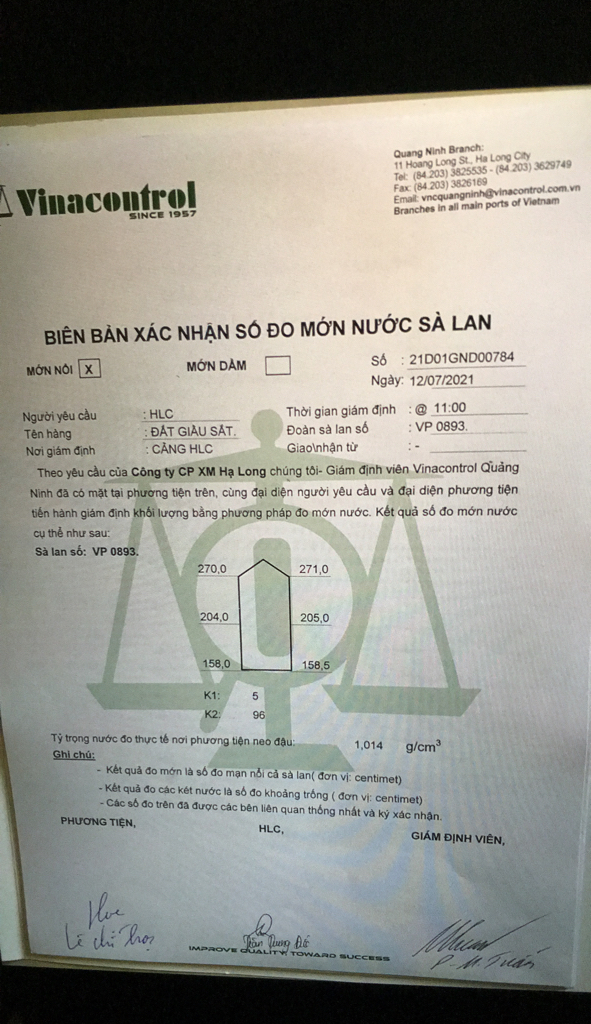 Vinacontrol
SINCE 1957
Quang Ninh Branch:
11 Hoang Long St., Ha Long City
Tel: (84.203) 3825535 - (84.203) 3629749
Fax: (84.203) 3826169
Email: vncquangninh@vinacontrol.com.vn
Branches in all main ports of Vietnam
BIÊN BẢN XÁC NHẬN SỐ ĐO MỚN NƯỚC SÀ LAN
MỚN NỔI X MỚN DẦM Số : 21D01GND00784
Ngày: 12/07/2021
Người yêu cầu : HLC Thời gian giám định : @ 11:00
Tên hàng : ĐẤT GIÀU SẮT. Đoàn sà lan số : VP 0893.
Nơi giám định : CẢNG HLC Giao\nhận từ : -
Theo yêu cầu của Công ty CP XM Hạ Long chúng tôi- Giám định viên Vinacontrol Quảng
Ninh đã có mặt tại phương tiện trên, cùng đại diện người yêu cầu và đại diện phương tiện
tiến hành giám định khối lượng bằng phương pháp đo mớn nước. Kết quả số đo mớn nước
cụ thể như sau:
Sà lan số: VP 0893.
270,0 271,0
204,0 205,0
158,0 158,5
K1: 5
K2: 96
Tỷ trọng nước đo thực tế nơi phương tiện neo đậu: 1,014 g/cm³
Ghi chú:
- Kết quả đo mớn là số đo mạn nổi cả sà lan( đơn vị: centimet)
- Kết quả đo các két nước là số đo khoảng trống ( đơn vị: centimet)
- Các số đo trên đã được các bên liên quan thống nhất và ký xác nhận.
PHƯƠNG TIỆN, HLC, GIÁM ĐỊNH VIÊN,
IMPROVE QUALITY, TOWARD SUCCESS